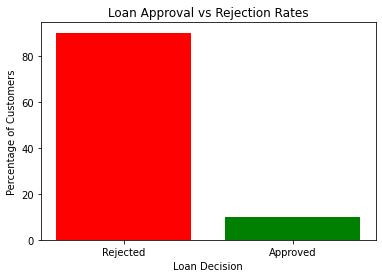 Loan Approval vs Rejection Rates
Percentage of Customers
80
60
40
20
0
Rejected Approved
Loan Decision